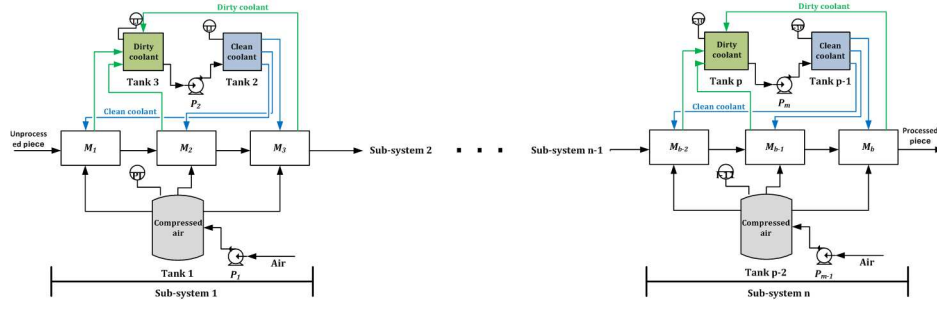 Dirty coolant
Dirty
coolant
Clean
coolant
Tank 3
Tank 2
P2
Clean coolant
Unprocess
ed piece
M1
M2
M3
Sub-system 2
Compressed
air
Air
Tank 1
P1
Sub-system 1
Sub-system n-1
Dirty coolant
Dirty
coolant
Clean
coolant
Tank p
Tank p-1
Pm
Clean coolant
Processed
piece
Mb-2
Mb-1
Mb
Compressed
air
Air
Tank p-2
Pm-1
Sub-system n